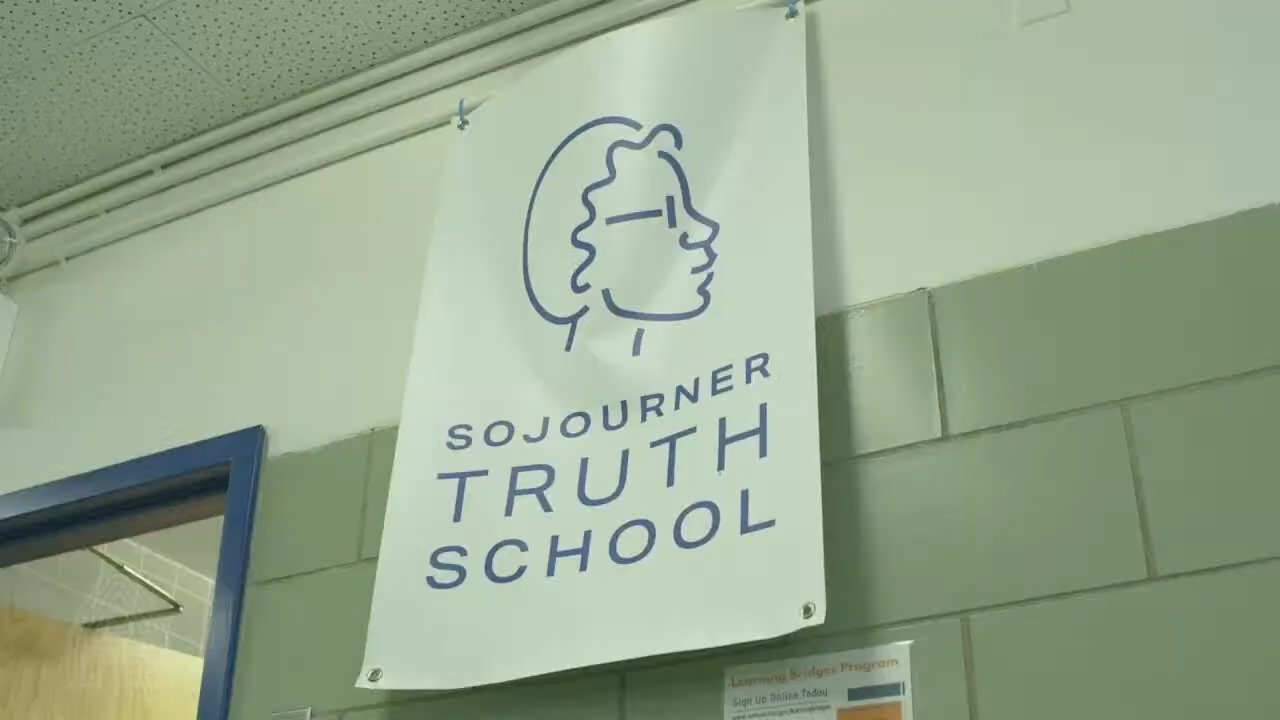 SOJOURNER
TRUTH
SCHOOL
Learning Bridges Program
Sign Up Online Today